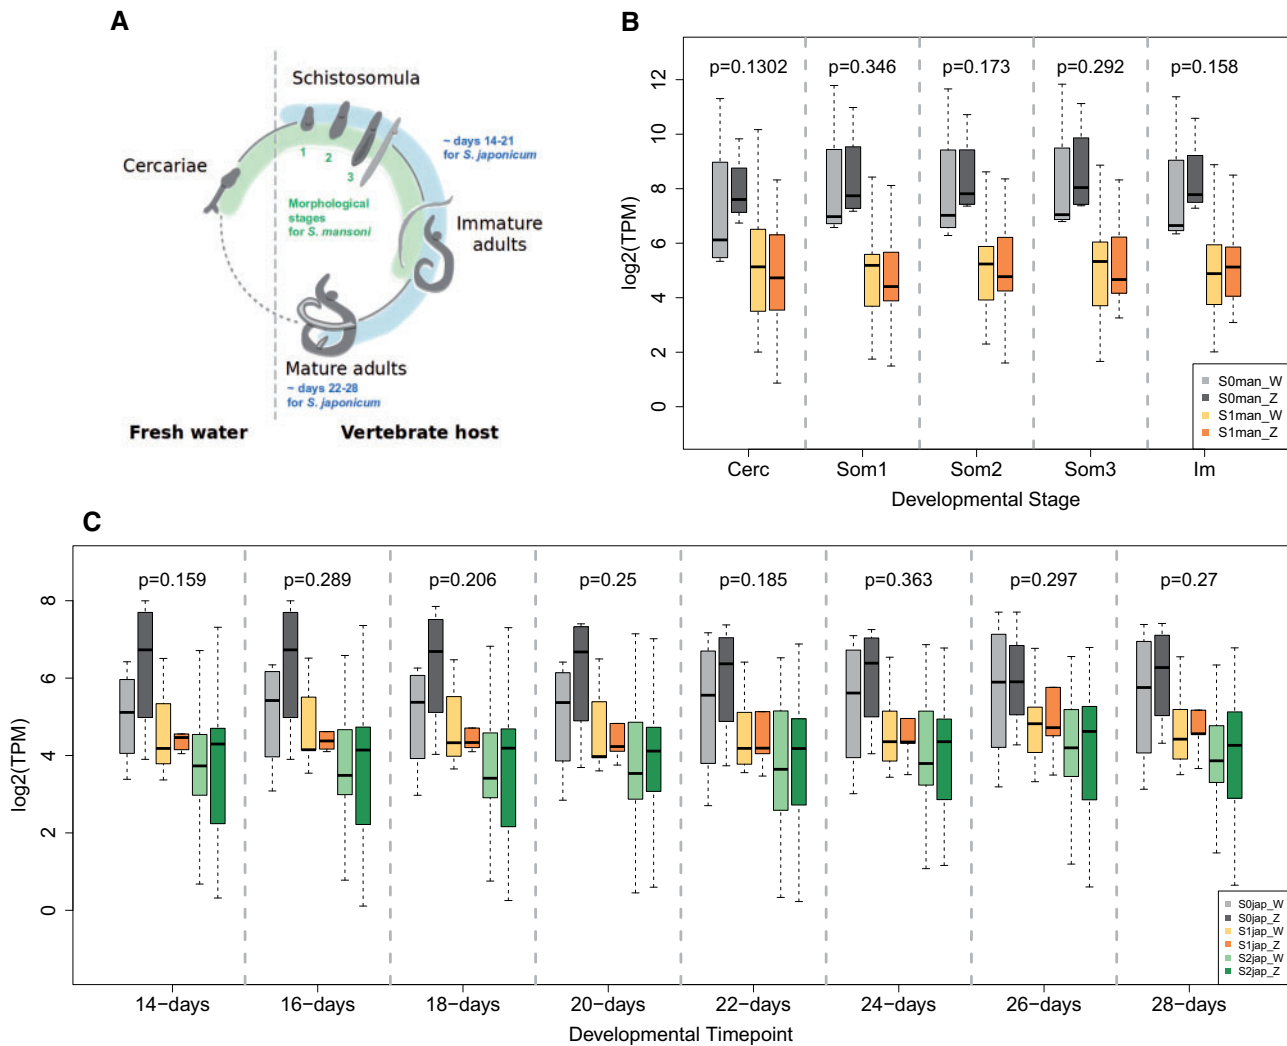 A
Schistosomula
~ days 14-21
for S. japonicum
Cercariae
1
2
3
Morphological
stages
for S. mansoni
Immature
adults
Mature adults
~ days 22-28
for S. japonicum
Fresh water
Vertebrate host
B
p=0.1302
p=0.346
p=0.173
p=0.292
p=0.158
12
10
8
6
4
2
0
log2(TPM)
S0man_W
S0man_Z
S1man_W
S1man_Z
Cerc
Som1
Som2
Som3
Im
Developmental Stage
C
p=0.159
p=0.289
p=0.206
p=0.25
p=0.185
p=0.363
p=0.297
p=0.27
8
6
4
2
0
log2(TPM)
S0jap_W
S0jap_Z
S1jap_W
S1jap_Z
S2jap_W
S2jap_Z
14−days
16−days
18−days
20−days
22−days
24−days
26−days
28−days
Developmental Timepoint